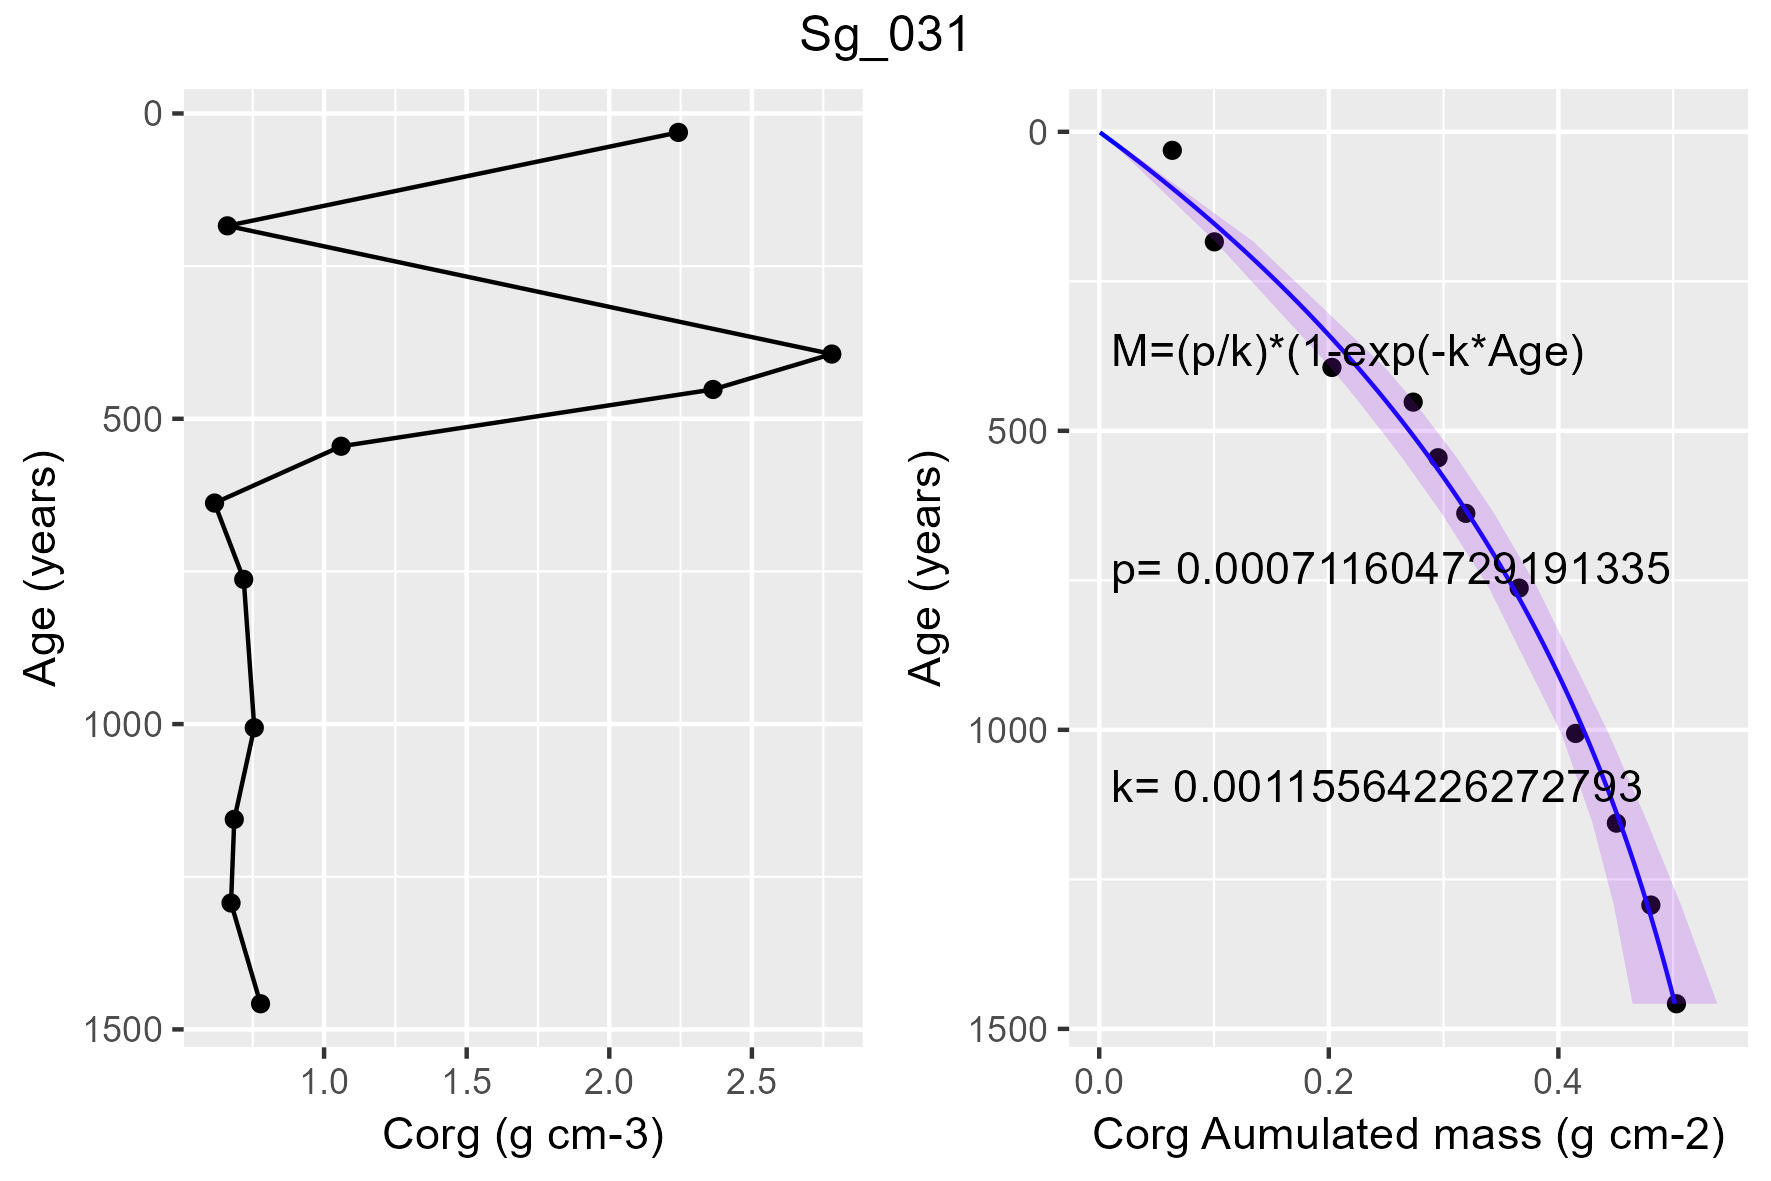 Sg_031
0
500
1000
1500
Age (years)
1.0 1.5 2.0 2.5
Corg (g cm-3)
0
500
1000
1500
Age (years)
M=(p/k)*(1-exp(-k*Age)
p= 0.000711604729191335
k= 0.00115564226272793
0.0 0.2 0.4
Corg Aumulated mass (g cm-2)